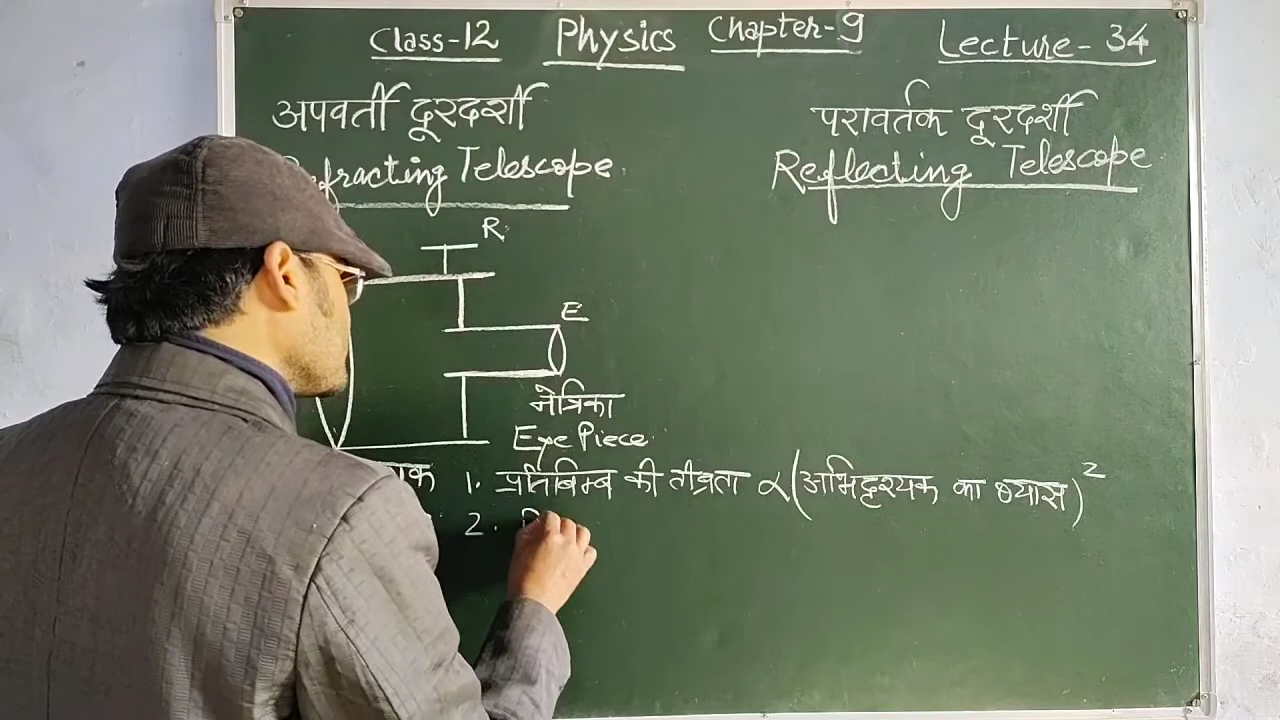 Class-12 Physics Chapter-9 Lecture-34
अपवर्ती दूरदर्शी
परावर्तक दूरदर्शी
Refracting Telescope
Reflecting Telescope
R
E
नेत्रिका
Eye Piece
1. प्रतिबिम्ब की तीव्रता ∝ (अभिदृश्यक का व्यास)²
2.